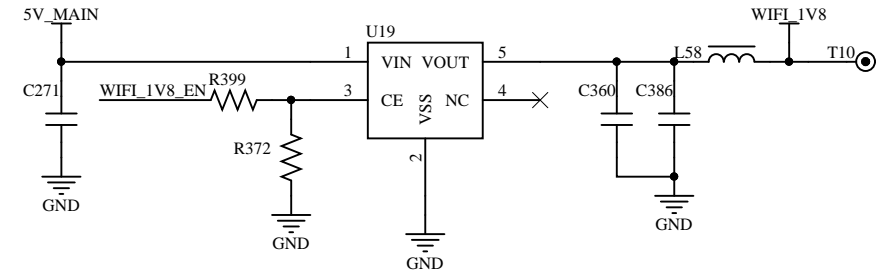 5V_MAIN
WIFI_1V8
U19
1
VIN
VOUT
5
L58
T10
C271
WIFI_1V8_EN
R399
3
CE
VSS
NC
4
C360
C386
R372
2
GND
GND
GND
GND